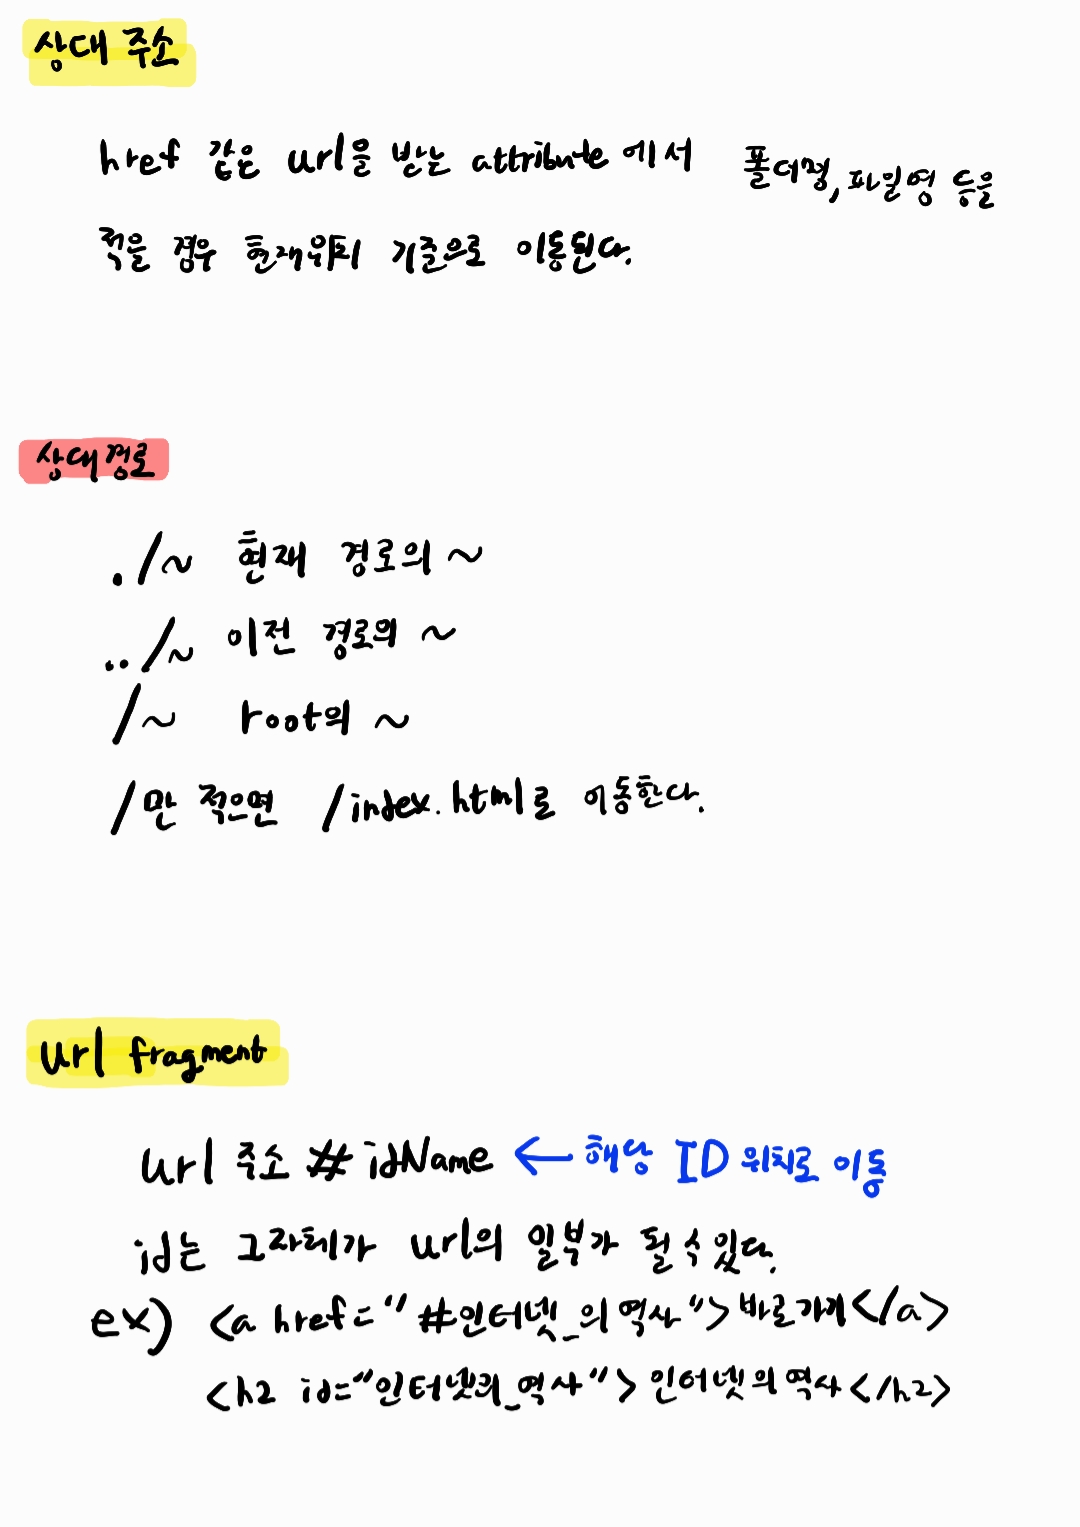 상대 주소
href 같은 url을 받는 attribute 에서 폴더명, 파일명 등을
적을 경우 현재위치 기준으로 이동된다.
상대경로
./~ 현재 경로의 ~
../~ 이전 경로의 ~
/~ root의 ~
/만 적으면 /index.html로 이동한다.
url fragment
url 주소 # idName ← 해당 ID 위치로 이동
id는 그자체가 url의 일부가 될 수 있다.
ex) <a href="#인터넷_의역사">바로가기</a>
<h2 id="인터넷의_역사">인터넷의 역사</h2>